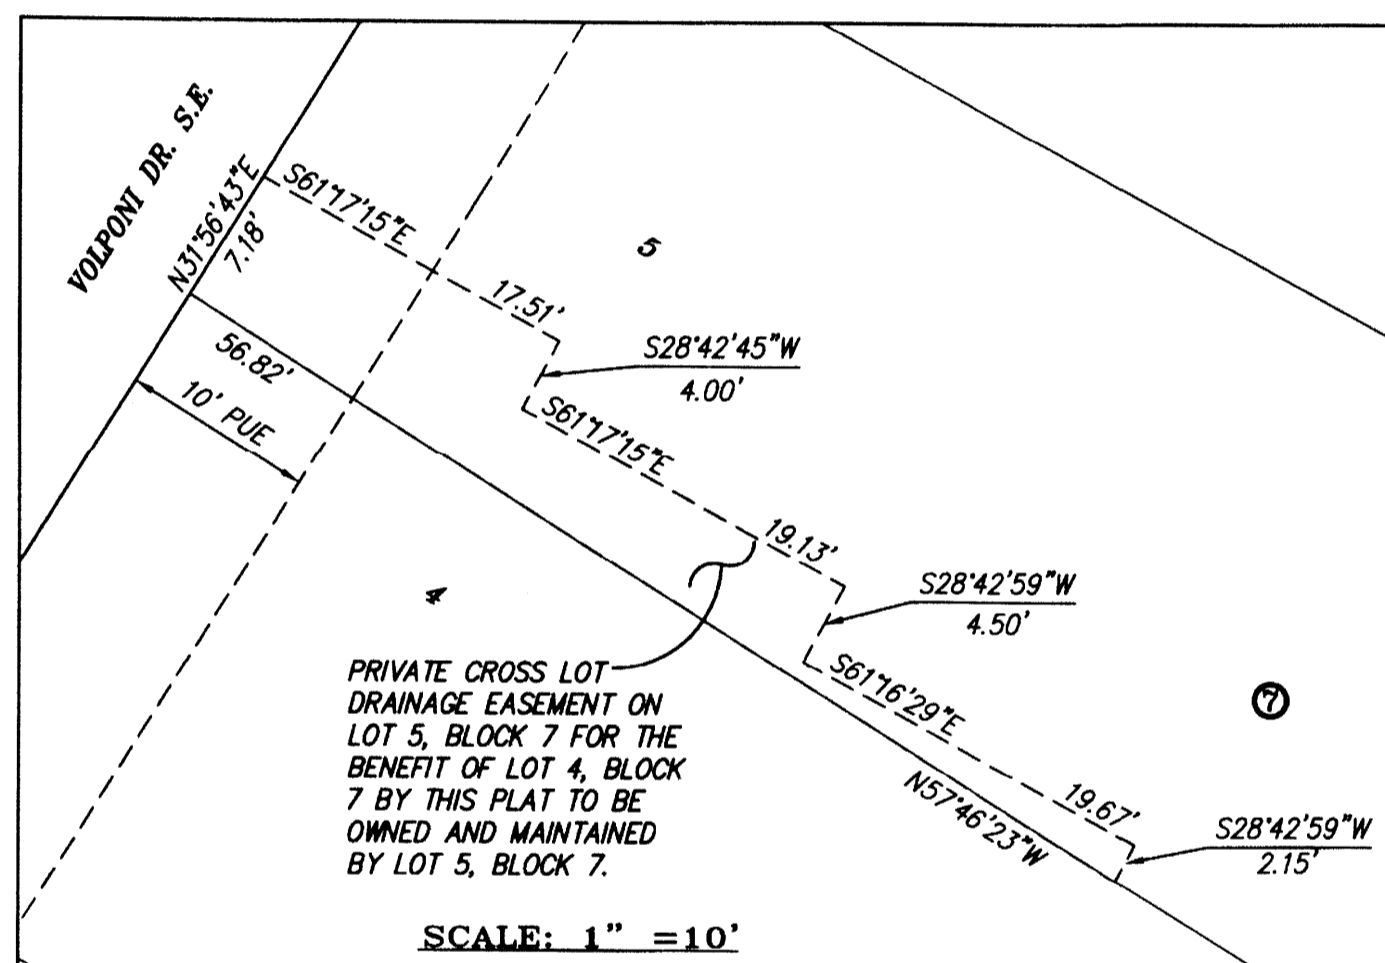 VOLPONI DR. S.E.
N31°56'43"E
7.18'
S61°17'15"E
17.51'
5
S28°42'45"W
4.00'
56.82'
10' PUE
S61°17'15"E
19.13'
S28°42'59"W
4.50'
4
S61°16'29"E
19.67'
7
N57°46'23"W
S28°42'59"W
2.15'
PRIVATE CROSS LOT
DRAINAGE EASEMENT ON
LOT 5, BLOCK 7 FOR THE
BENEFIT OF LOT 4, BLOCK
7 BY THIS PLAT TO BE
OWNED AND MAINTAINED
BY LOT 5, BLOCK 7.
SCALE: 1" =10'